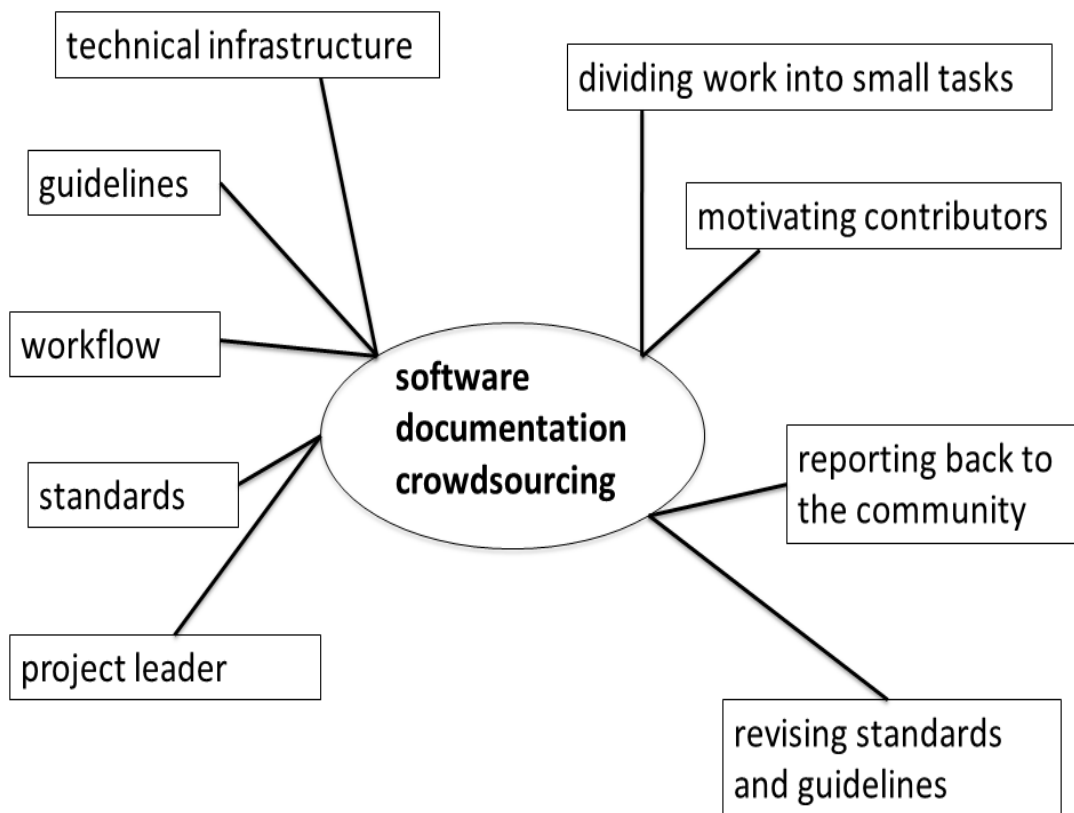 technical infrastructure
dividing work into small tasks
guidelines
motivating contributors
workflow
software
documentation
crowdsourcing
standards
reporting back to
the community
project leader
revising standards
and guidelines